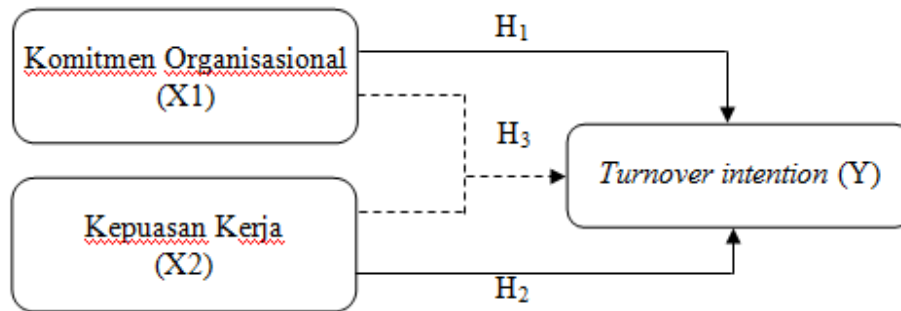 Komitmen Organisasional
(X1)
H₁
H₃
Turnover intention (Y)
Kepuasan Kerja
(X2)
H₂